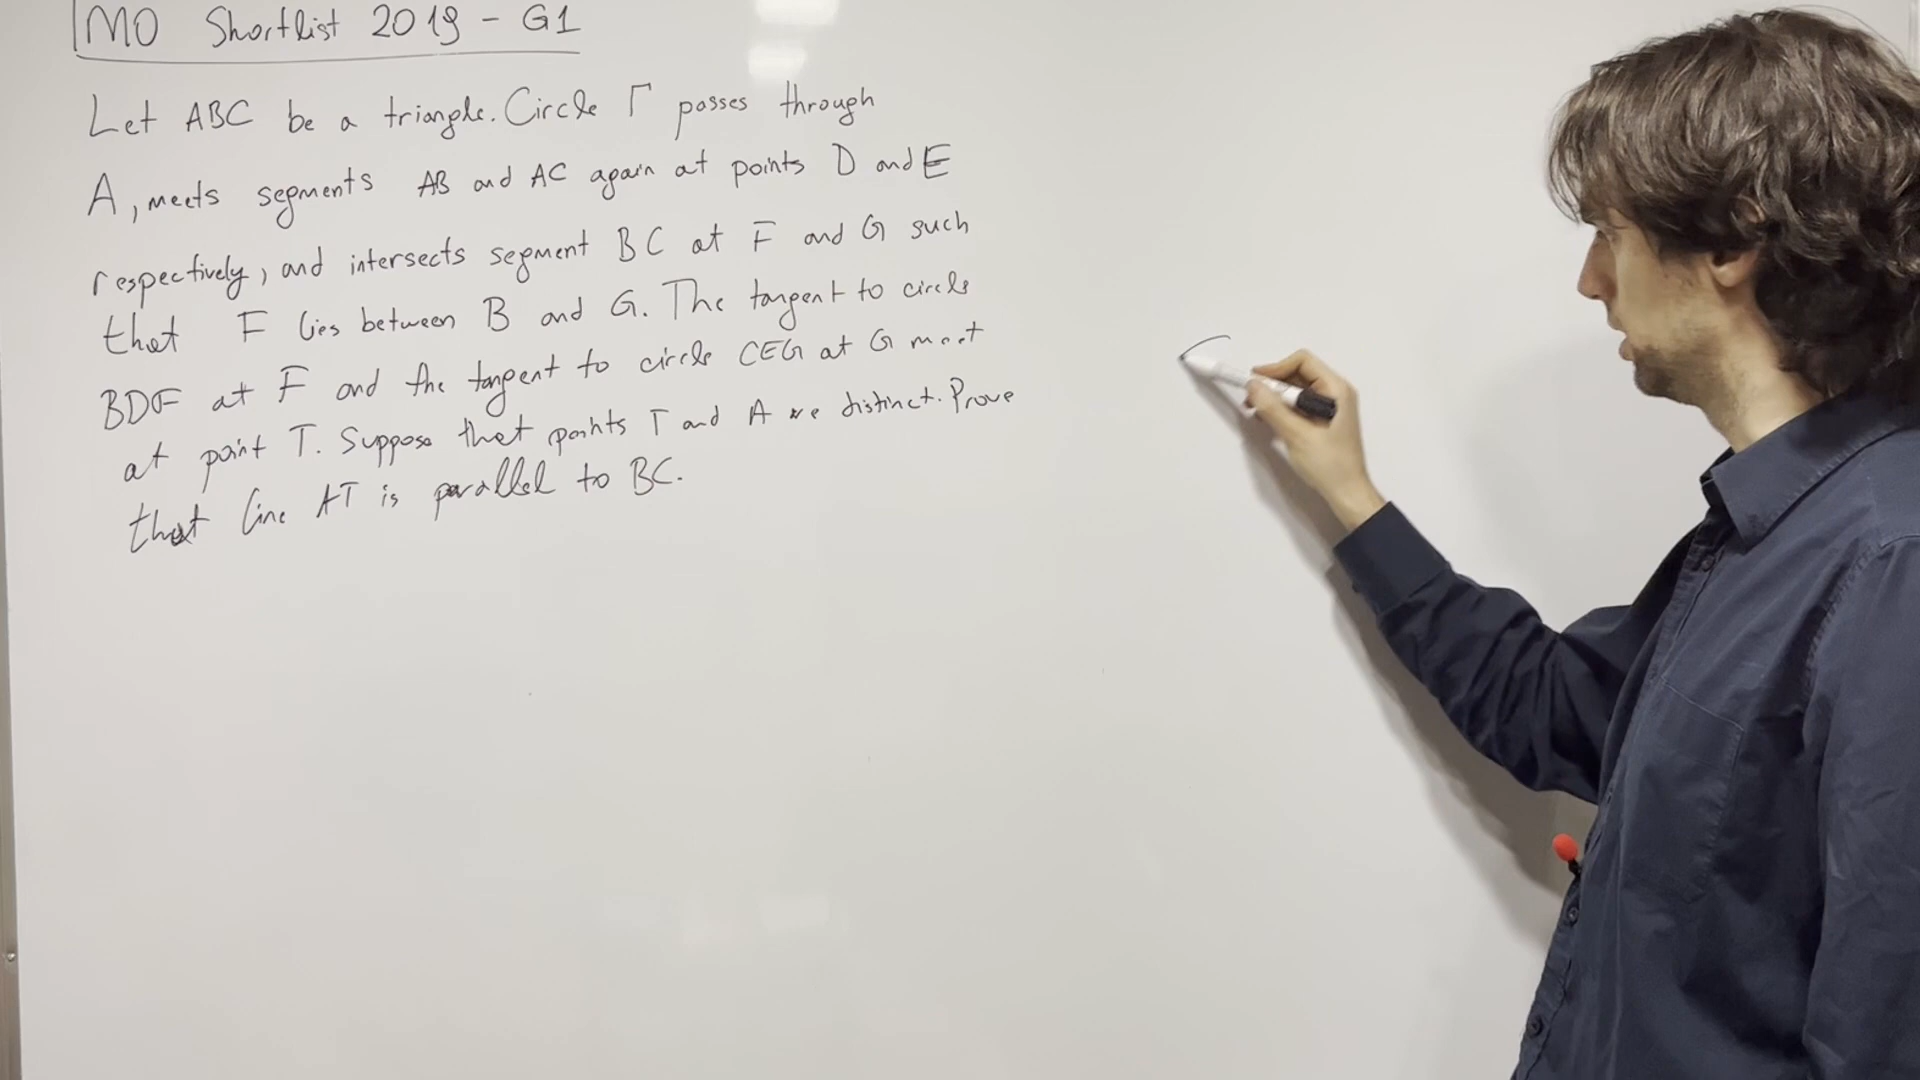 IMO Shortlist 2019 - G1
Let ABC be a triangle. Circle Γ passes through
A, meets segments AB and AC again at points D and E
respectively, and intersects segment BC at F and G such
that F lies between B and G. The tangent to circle
BDF at F and the tangent to circle CEG at G meet
at point T. Suppose that points T and A are distinct. Prove
that line AT is parallel to BC.